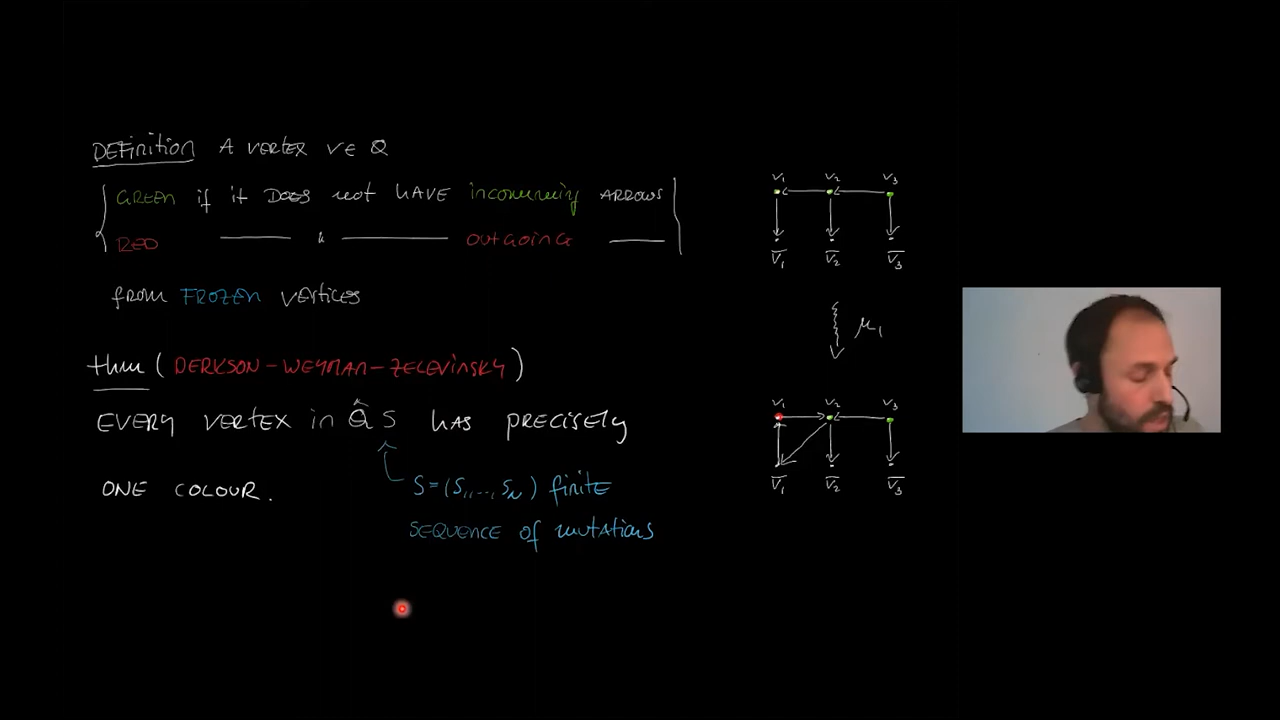 DEFinition A VERTEX V ∈ Q
GREEN if it DOES not HAVE incomming ARROWS
RED —— " —— OUTGOING ——
from FROZEN vertices
thm (DERKSON-WEYMAN-ZELEVINSKY)
EVERY VERTEX in Q̂ S HAS PRECISELY
ONE COLOUR.
S=(S₁,...,Sₙ) finite
SEQUENCE of mutations
V₁ V₂ V₃
V̄₁ V̄₂ V̄₃
μ₁
V₁ V₂ V₃
V̄₁ V̄₂ V̄₃